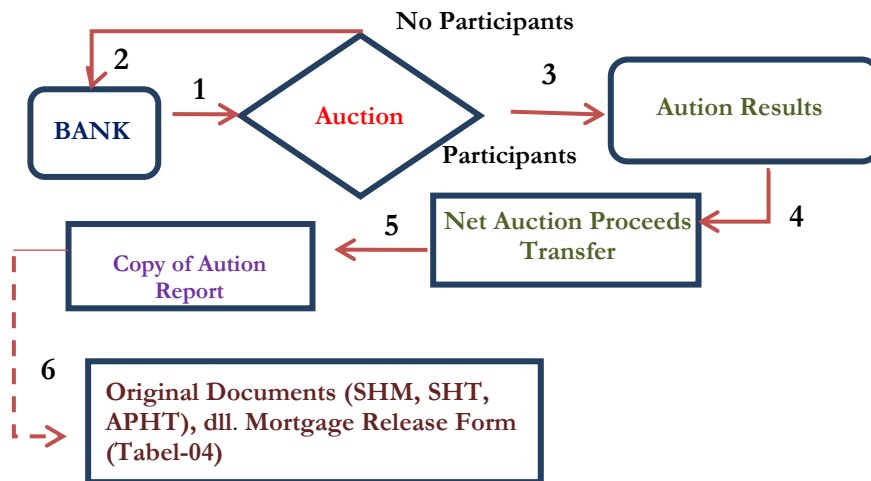 No Participants
2
1
3
BANK
Auction
Aution Results
Participants
4
Net Auction Proceeds
Transfer
5
Copy of Aution
Report
6
Original Documents (SHM, SHT,
APHT), dll. Mortgage Release Form
(Tabel-04)